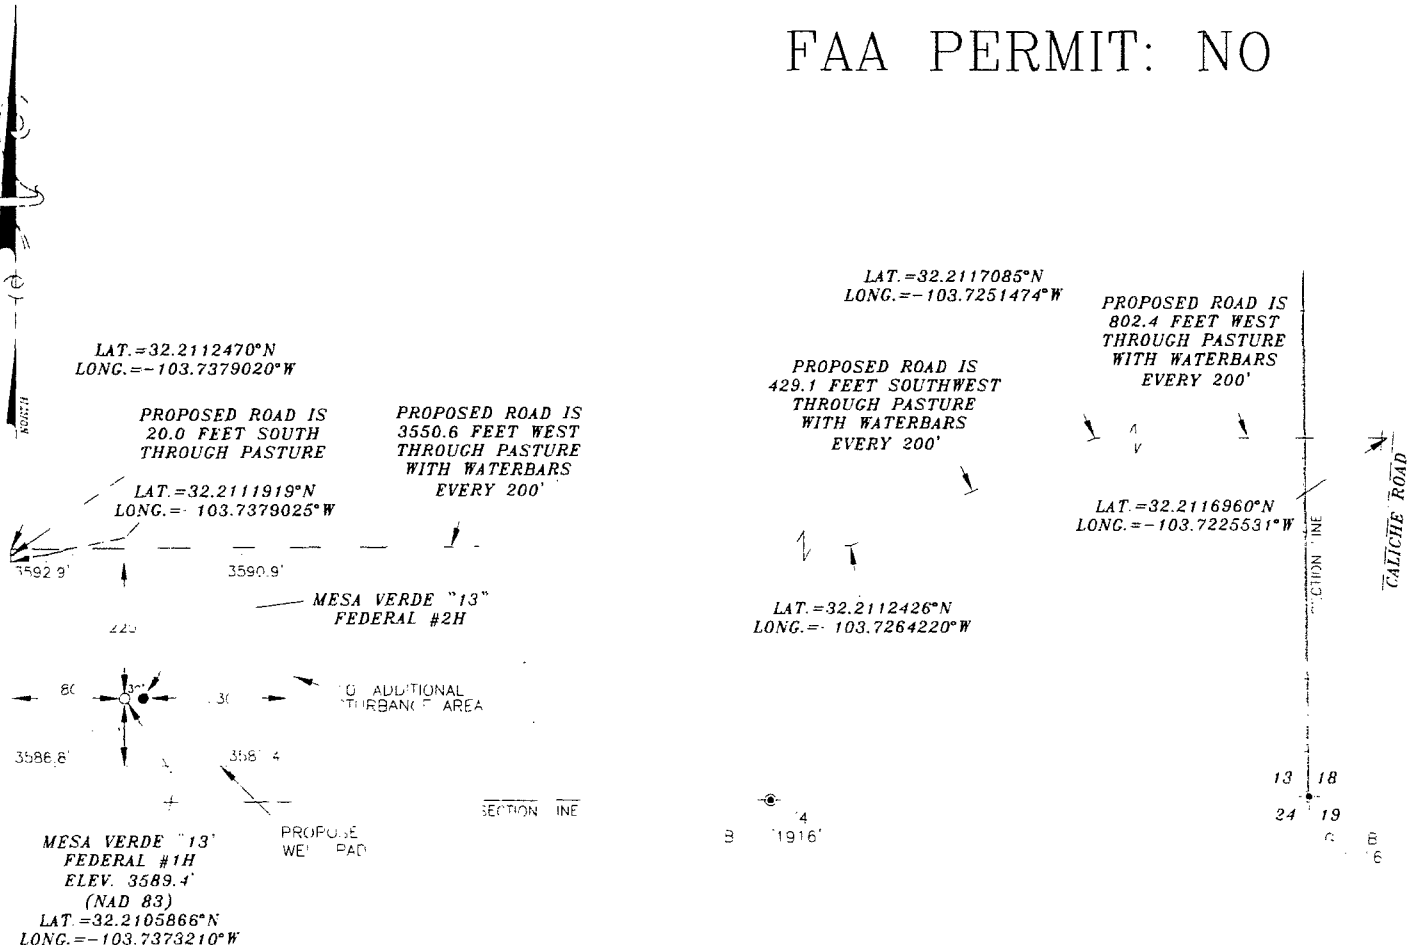 FAA PERMIT: NO
LAT.=32.2117085°N
LONG.=-103.7251474°W
PROPOSED ROAD IS
802.4 FEET WEST
THROUGH PASTURE
WITH WATERBARS
EVERY 200'
LAT.=32.2112470°N
LONG.=-103.7379020°W
PROPOSED ROAD IS
429.1 FEET SOUTHWEST
THROUGH PASTURE
WITH WATERBARS
EVERY 200'
NORTH
PROPOSED ROAD IS
20.0 FEET SOUTH
THROUGH PASTURE
PROPOSED ROAD IS
3550.6 FEET WEST
THROUGH PASTURE
WITH WATERBARS
EVERY 200'
LAT.=32.2111919°N
LONG.=-103.7379025°W
LAT.=32.2116960°N
LONG.=-103.7225531°W
CALICHE ROAD
3592.9'
3590.9'
MESA VERDE "13"
FEDERAL #2H
LAT.=32.2112426°N
LONG.=-103.7264220°W
ADDITIONAL
AREA
3586.8'
13 18
24 19
SECTION
1916'
MESA VERDE "13"
FEDERAL #1H
ELEV. 3589.4'
(NAD 83)
LAT.=32.2105866°N
LONG.=-103.7373210°W